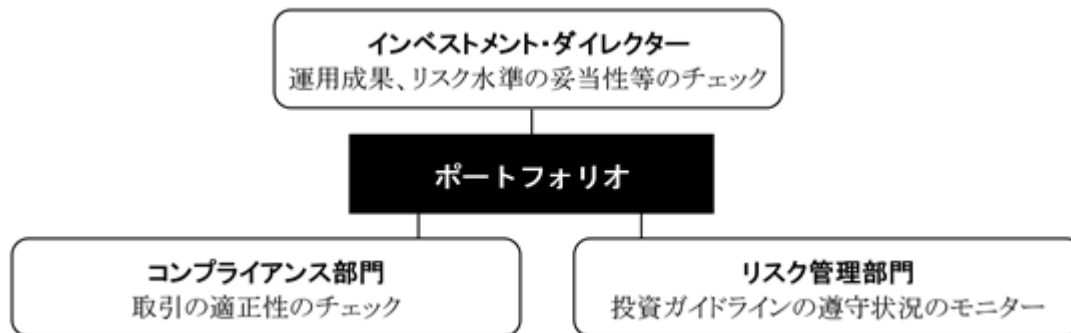 インベストメント・ダイレクター
運用成果、リスク水準の妥当性等のチェック
ポートフォリオ
コンプライアンス部門
取引の適正性のチェック
リスク管理部門
投資ガイドラインの遵守状況のモニター